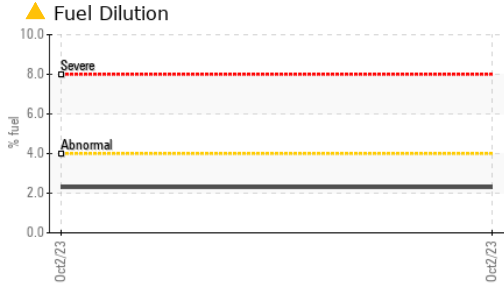 Fuel Dilution
10.0
Severe
8.0
6.0
% fuel
Abnormal
4.0
2.0
0.0
Oct2/23
Oct2/23